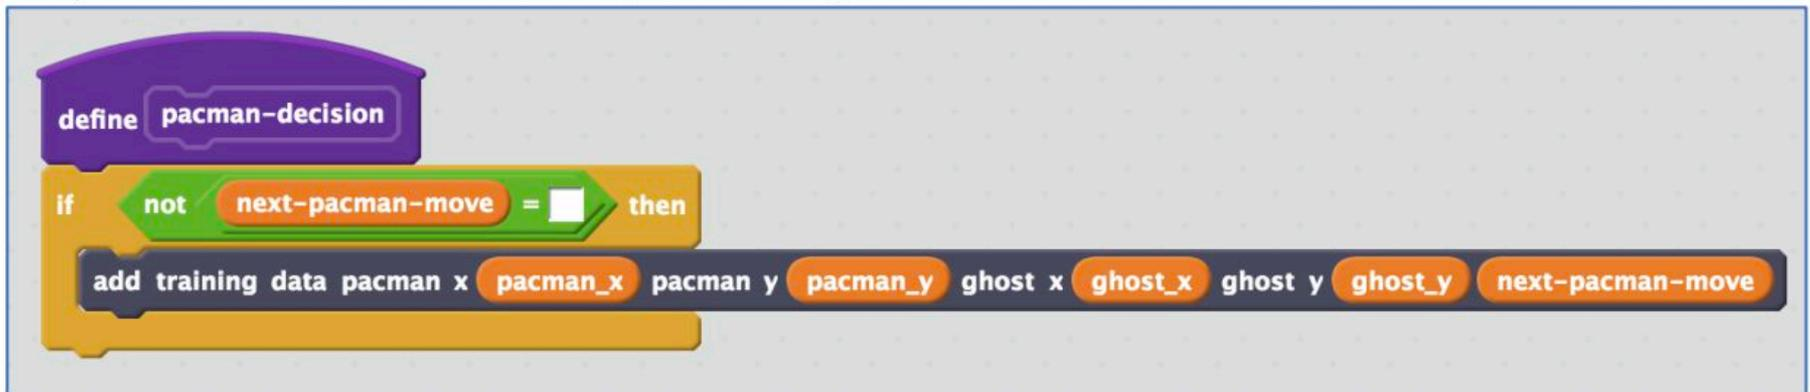 define pacman-decision
if not next-pacman-move = then
add training data pacman x pacman_x pacman y pacman_y ghost x ghost_x ghost y ghost_y next-pacman-move